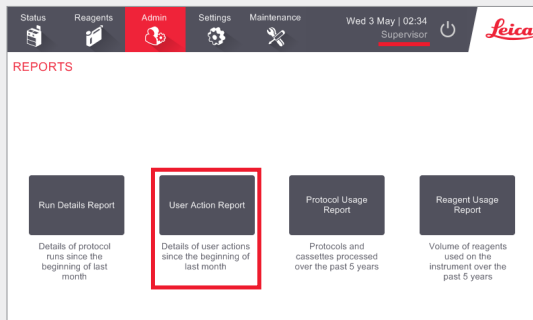 Status Reagents Admin Settings Maintenance Wed 3 May | 02:34
Supervisor
Leica
REPORTS
Run Details Report
User Action Report
Protocol Usage
Report
Reagent Usage
Report
Details of protocol
runs since the
beginning of last
month
Details of user actions
since the beginning of
last month
Protocols and
cassettes processed
over the past 5 years
Volume of reagents
used on the
instrument over the
past 5 years